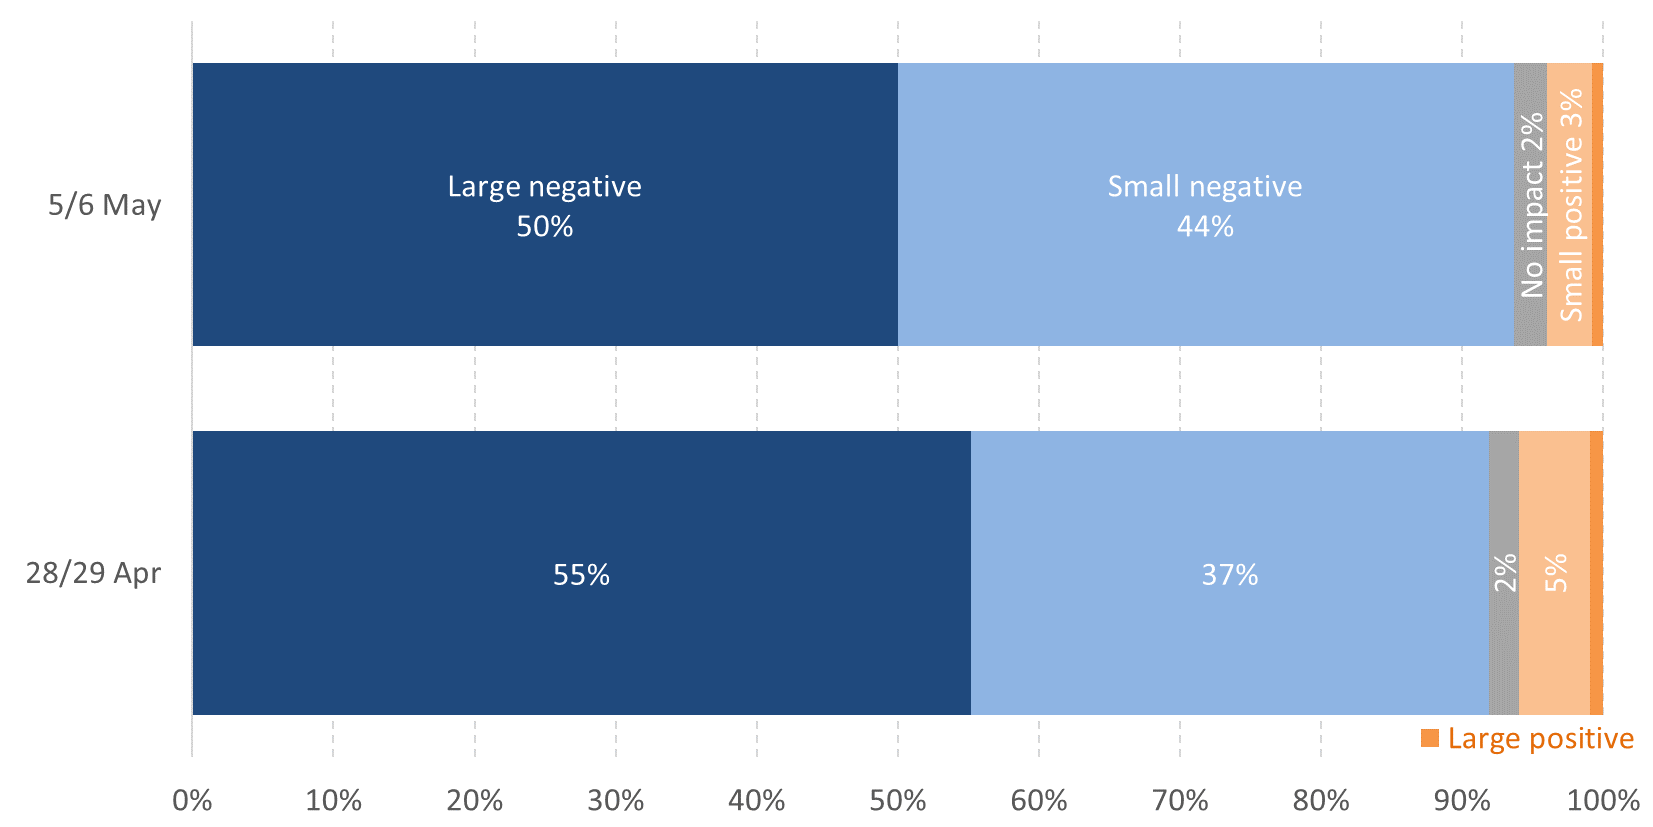 5/6 May
Large negative
50%
Small negative
44%
No impact 2%
Small positive 3%
28/29 Apr
55%
37%
2%
5%
Large positive
0%
10%
20%
30%
40%
50%
60%
70%
80%
90%
100%